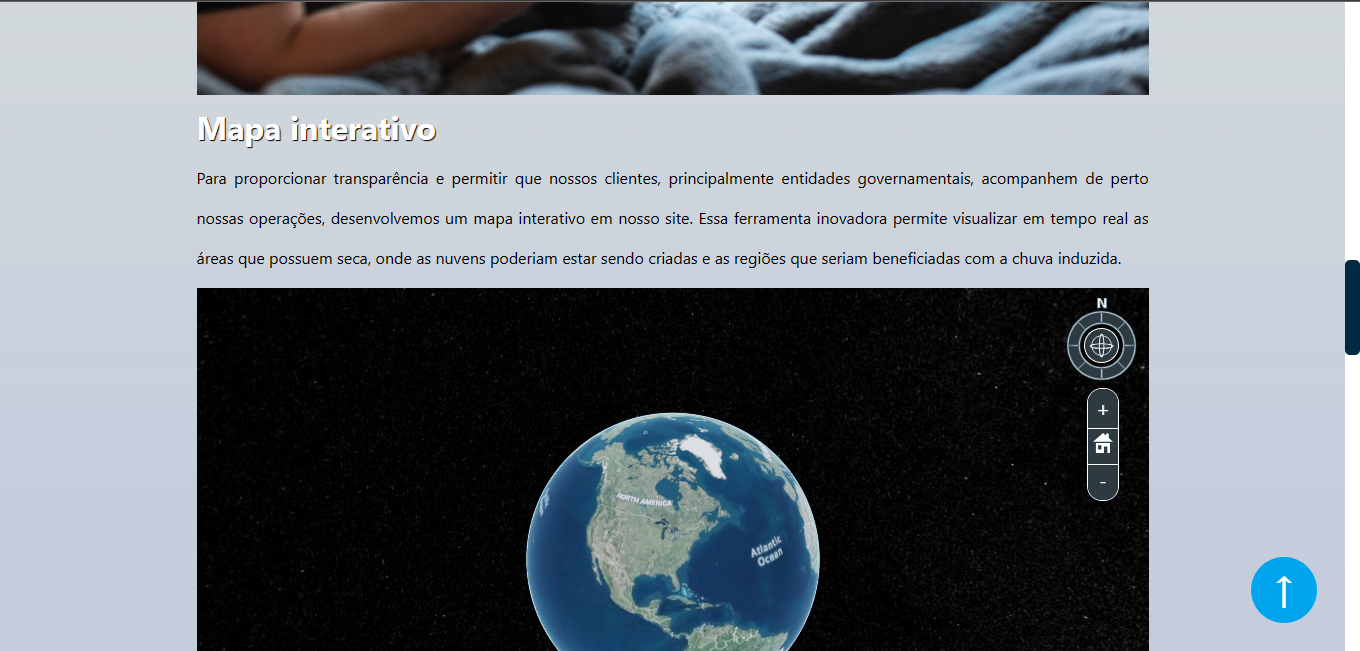 Mapa interativo
Para proporcionar transparência e permitir que nossos clientes, principalmente entidades governamentais, acompanhem de perto
nossas operações, desenvolvemos um mapa interativo em nosso site. Essa ferramenta inovadora permite visualizar em tempo real as
áreas que possuem seca, onde as nuvens poderiam estar sendo criadas e as regiões que seriam beneficiadas com a chuva induzida.
N
+
-
NORTH AMERICA
Atlantic
Ocean
↑